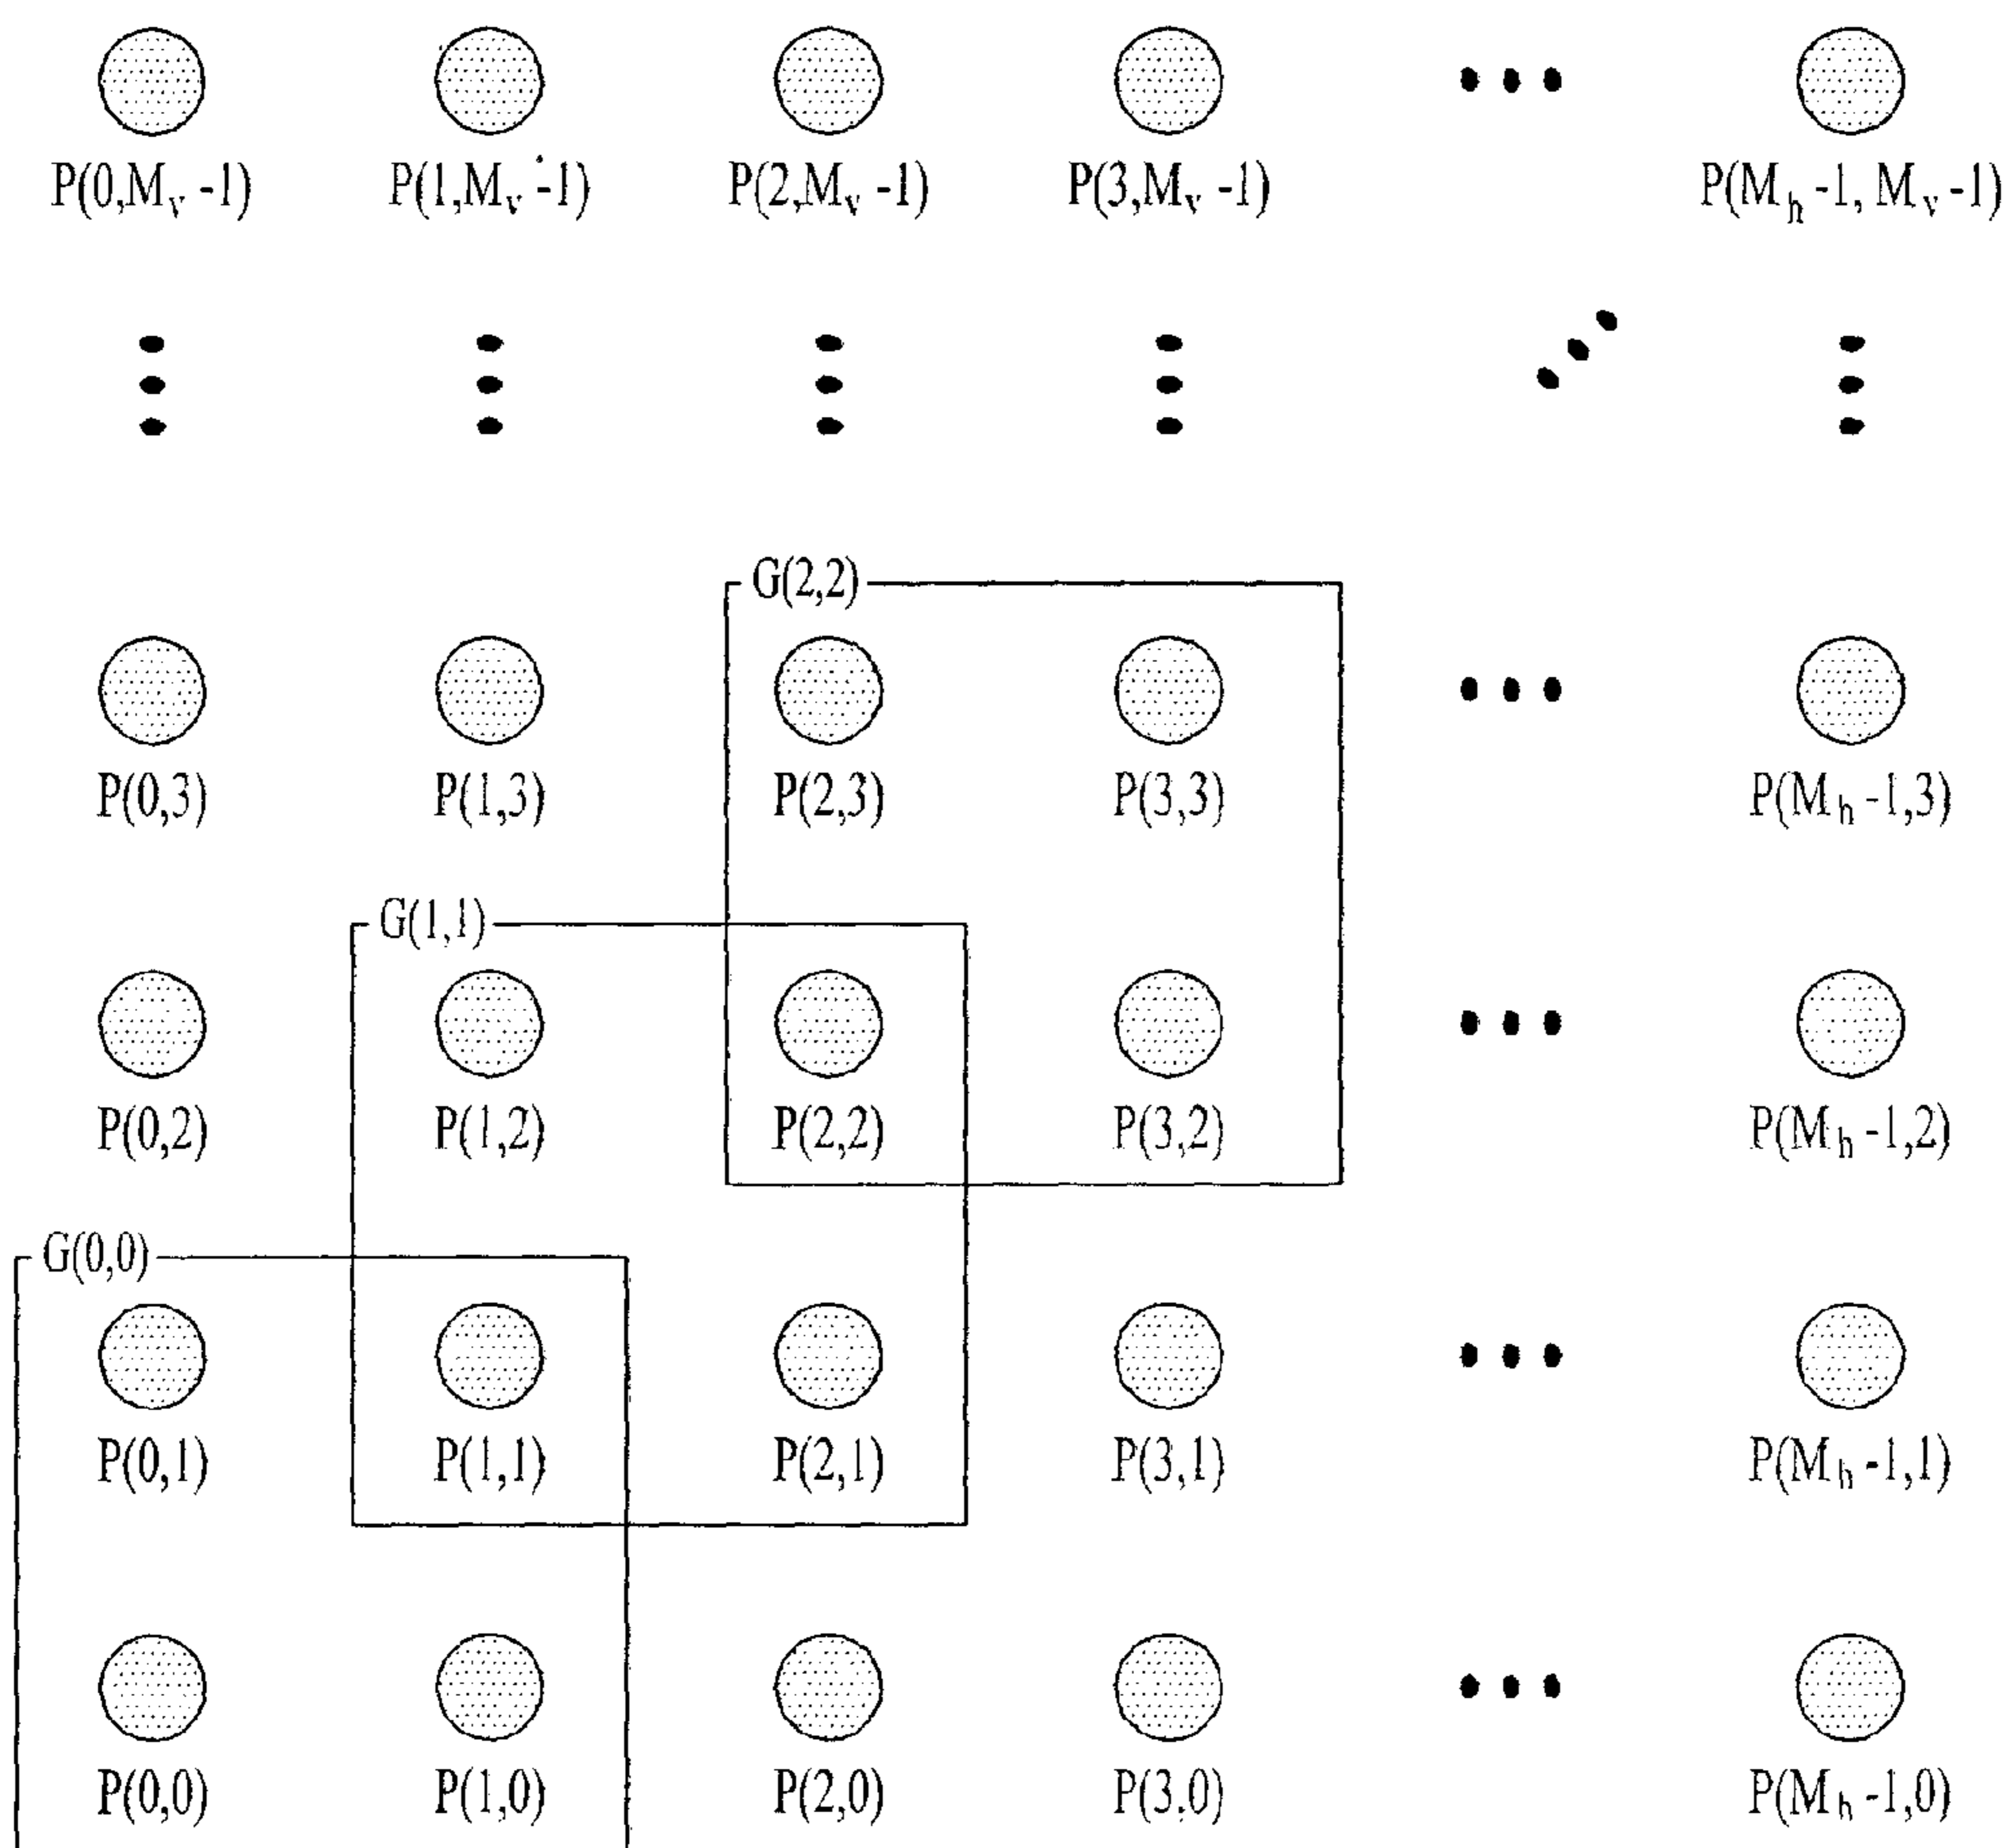 P(0,Mv -1) P(1,Mv -1) P(2,Mv -1) P(3,Mv -1) P(Mh -1, Mv -1)
G(2,2)
P(0,3) P(1,3) P(2,3) P(3,3) P(Mh -1,3)
G(1,1)
P(0,2) P(1,2) P(2,2) P(3,2) P(Mh -1,2)
G(0,0)
P(0,1) P(1,1) P(2,1) P(3,1) P(Mh -1,1)
P(0,0) P(1,0) P(2,0) P(3,0) P(Mh -1,0)